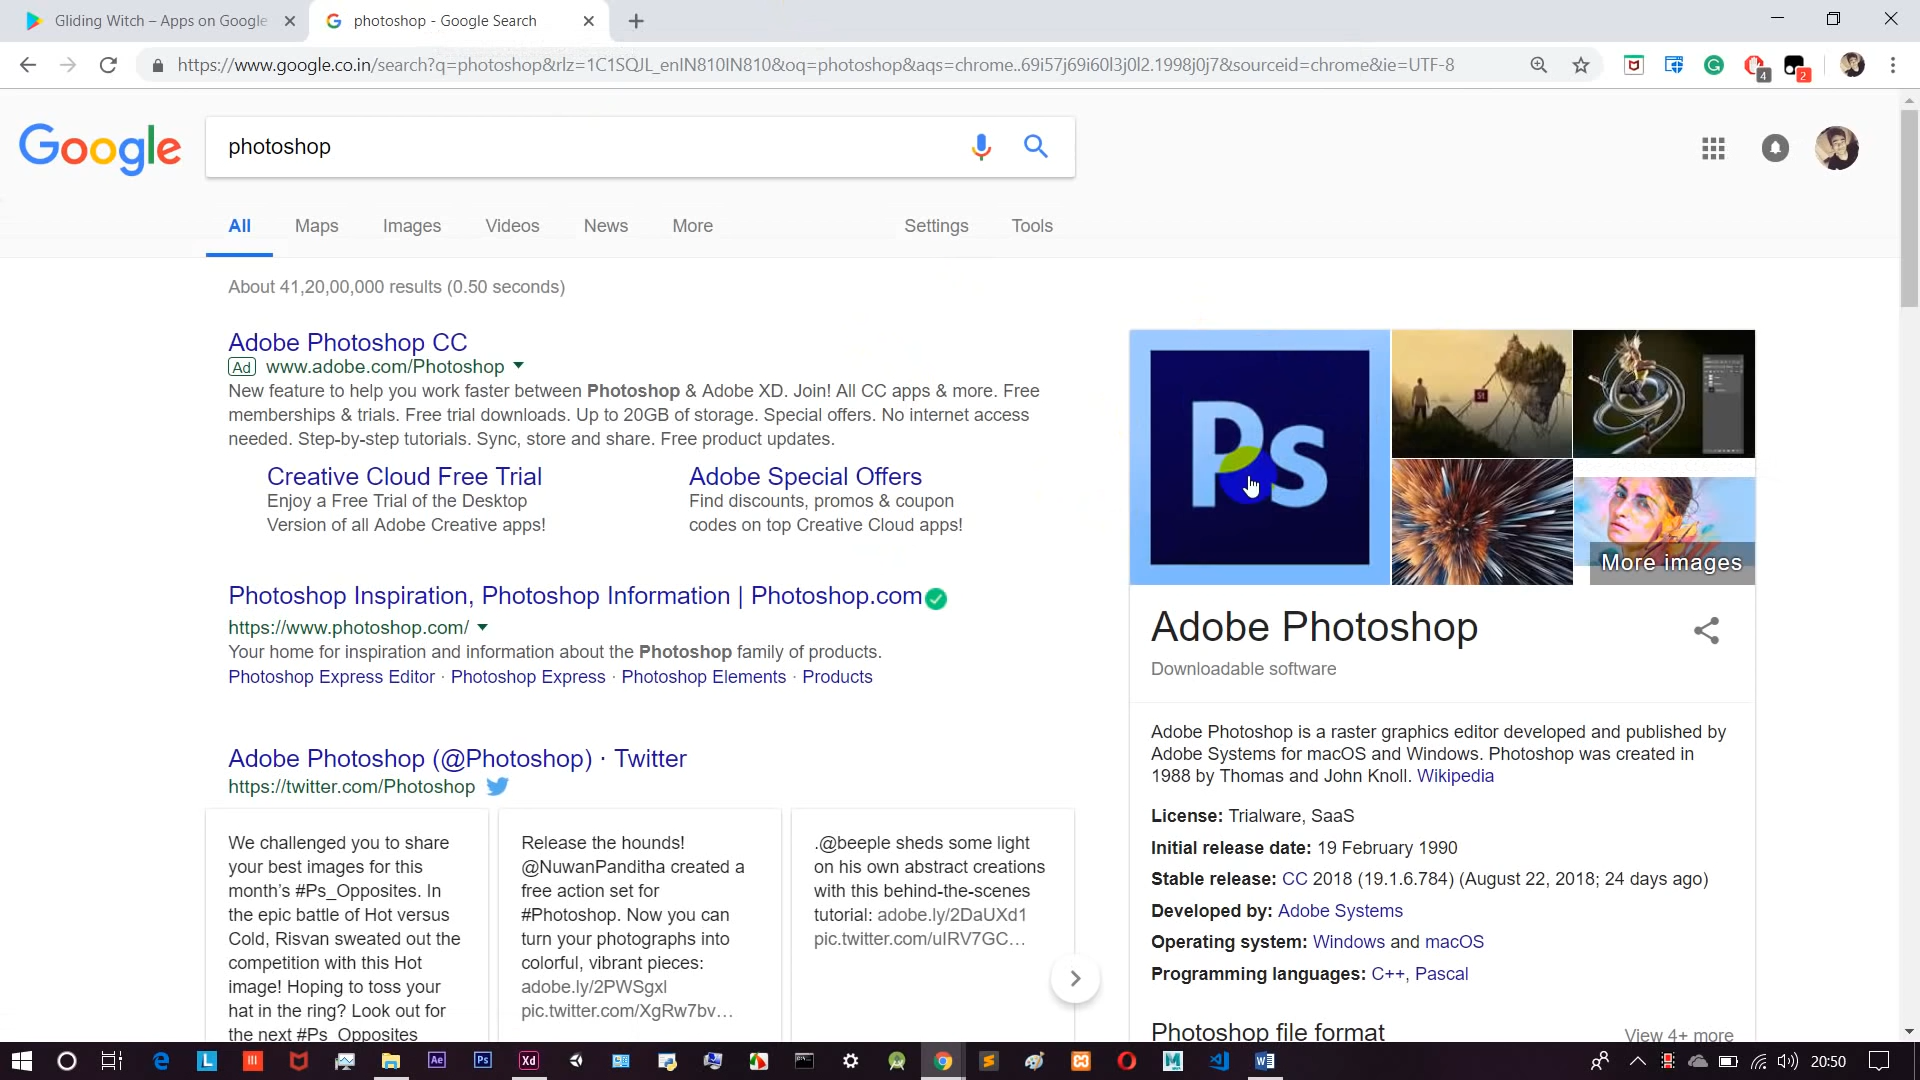 Gliding Witch – Apps on Google
photoshop - Google Search
https://www.google.co.in/search?q=photoshop&rlz=1C1SQJL_enIN810IN810&oq=photoshop&aqs=chrome..69i57j69i60l3j0l2.1998j0j7&sourceid=chrome&ie=UTF-8
4
2
Google
photoshop
All
Maps
Images
Videos
News
More
Settings
Tools
About 41,20,00,000 results (0.50 seconds)
Adobe Photoshop CC
Ad www.adobe.com/Photoshop
New feature to help you work faster between Photoshop & Adobe XD. Join! All CC apps & more. Free
memberships & trials. Free trial downloads. Up to 20GB of storage. Special offers. No internet access
needed. Step-by-step tutorials. Sync, store and share. Free product updates.
Creative Cloud Free Trial
Enjoy a Free Trial of the Desktop
Version of all Adobe Creative apps!
Adobe Special Offers
Find discounts, promos & coupon
codes on top Creative Cloud apps!
Photoshop Inspiration, Photoshop Information | Photoshop.com
https://www.photoshop.com/
Your home for inspiration and information about the Photoshop family of products.
Photoshop Express Editor · Photoshop Express · Photoshop Elements · Products
Adobe Photoshop (@Photoshop) · Twitter
https://twitter.com/Photoshop
We challenged you to share
your best images for this
month's #Ps_Opposites. In
the epic battle of Hot versus
Cold, Risvan sweated out the
competition with this Hot
image! Hoping to toss your
hat in the ring? Look out for
the next #Ps_Opposites
Release the hounds!
@NuwanPanditha created a
free action set for
#Photoshop. Now you can
turn your photographs into
colorful, vibrant pieces:
adobe.ly/2PWSgxl
pic.twitter.com/XgRw7bv…
.@beeple sheds some light
on his own abstract creations
with this behind-the-scenes
tutorial: adobe.ly/2DaUXd1
pic.twitter.com/uIRV7GC…
Ps
St
More images
Adobe Photoshop
Downloadable software
Adobe Photoshop is a raster graphics editor developed and published by
Adobe Systems for macOS and Windows. Photoshop was created in
1988 by Thomas and John Knoll. Wikipedia
License: Trialware, SaaS
Initial release date: 19 February 1990
Stable release: CC 2018 (19.1.6.784) (August 22, 2018; 24 days ago)
Developed by: Adobe Systems
Operating system: Windows and macOS
Programming languages: C++, Pascal
Photoshop file format
View 4+ more
L
Ae
Ps
Xd
20:50